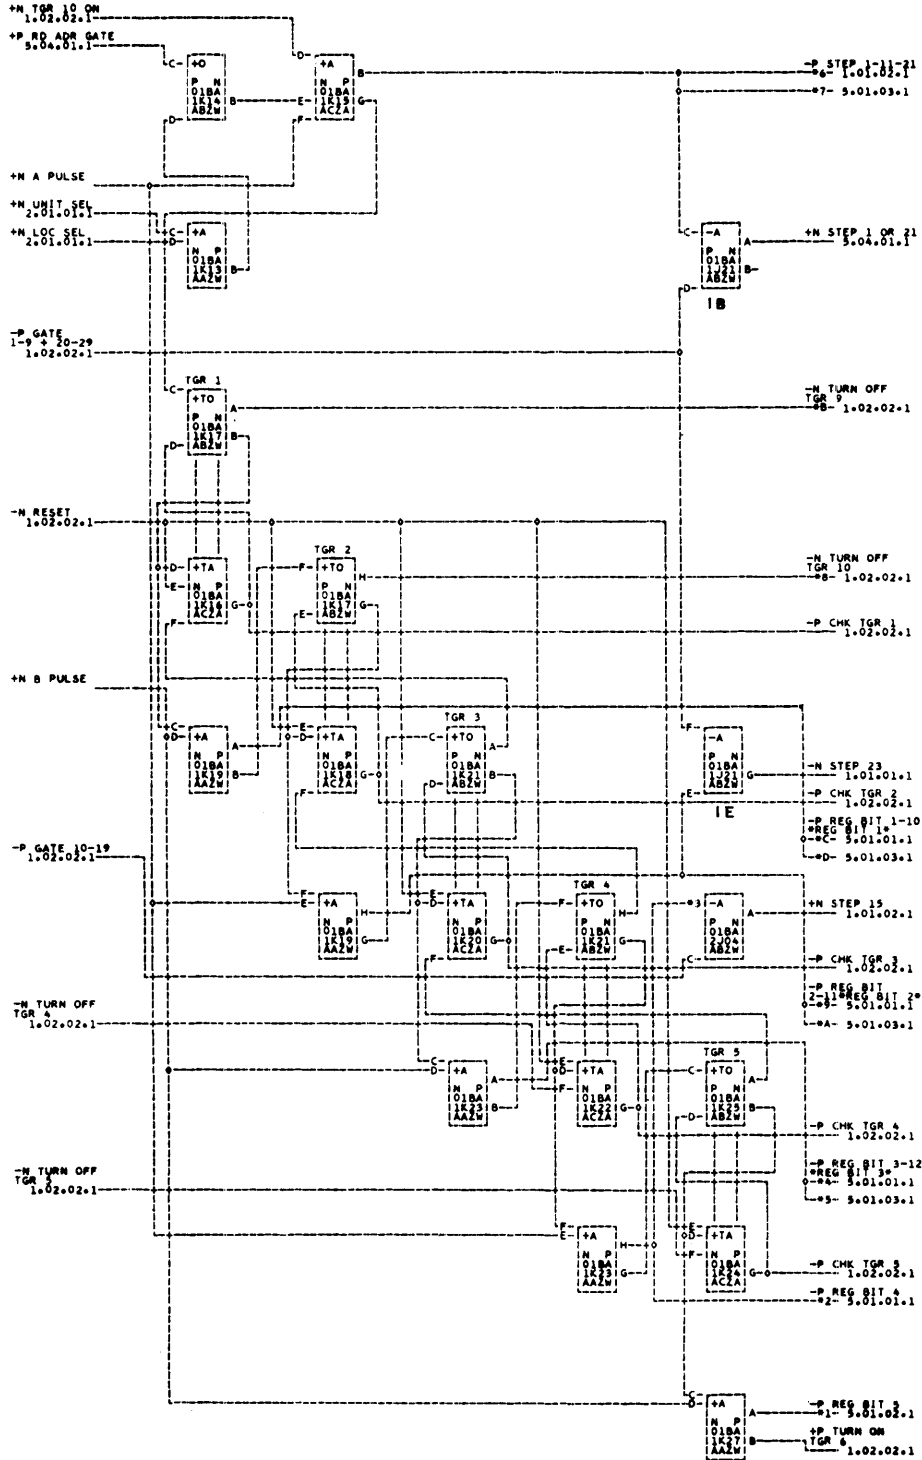 +N TGR 10 ON
1.02.02.1
+P RD ADR GATE
5.04.01.1
C
+O
P N
01BA
1K14
ABZW
B
D
D
+A
N P
01BA
1K15
ACZA
B
E
G
F
-P STEP 1-11-21
*6- 1.01.02.1
*7- 5.01.03.1
+N A PULSE
+N UNIT SEL
2.01.01.1
+N LOC SEL
2.01.01.1
C
D
+A
N P
01BA
1K13
AAZW
B
C
-A
P N
01BA
1J21
ABZW
A
B
D
1B
+N STEP 1 OR 21
5.04.01.1
-P GATE
1-9 + 20-29
1.02.02.1
TGR 1
C
+TO
P N
01BA
1K17
ABZW
A
B
D
-N TURN OFF
TGR 9
*B- 1.02.02.1
-N RESET
1.02.02.1
D
E
F
+TA
N P
01BA
1K16
ACZA
G
TGR 2
F
+TO
P N
01BA
1K17
ABZW
H
G
E
-N TURN OFF
TGR 10
*8- 1.02.02.1
-P CHK TGR 1
1.02.02.1
+N B PULSE
C
D
+A
N P
01BA
1K19
AAZW
A
B
E
D
+TA
N P
01BA
1K18
ACZA
G
F
TGR 3
C
+TO
P N
01BA
1K21
ABZW
A
B
D
F
-A
P N
01BA
1J21
ABZW
G
E
1E
-N STEP 23
1.01.01.1
-P CHK TGR 2
1.02.02.1
-P REG BIT 1-10
*REG BIT 1*
*C- 5.01.01.1
*D- 5.01.03.1
-P GATE 10-19
1.02.02.1
F
E
+A
N P
01BA
1K19
AAZW
H
G
E
D
+TA
N P
01BA
1K20
ACZA
G
F
TGR 4
F
+TO
P N
01BA
1K21
ABZW
H
G
E
*3
-A
P N
01BA
2J04
ABZW
A
C
+N STEP 15
1.01.02.1
-P CHK TGR 3
1.02.02.1
-P REG BIT
2-11*REG BIT 2*
*9- 5.01.01.1
*A- 5.01.03.1
-N TURN OFF
TGR 4
1.02.02.1
C
D
+A
N P
01BA
1K23
AAZW
A
B
E
D
F
+TA
N P
01BA
1K22
ACZA
G
TGR 5
C
+TO
P N
01BA
1K25
ABZW
A
B
D
-P CHK TGR 4
1.02.02.1
-P REG BIT 3-12
*REG BIT 3*
*4- 5.01.01.1
*5- 5.01.03.1
-N TURN OFF
TGR 5
1.02.02.1
F
E
+A
N P
01BA
1K23
AAZW
H
G
E
D
F
+TA
N P
01BA
1K24
ACZA
G
-P CHK TGR 5
1.02.02.1
-P REG BIT 4
*2- 5.01.01.1
C
D
+A
N P
01BA
1K27
AAZW
A
B
-P REG BIT 5
*1- 5.01.02.1
+P TURN ON
TGR 6
1.02.02.1